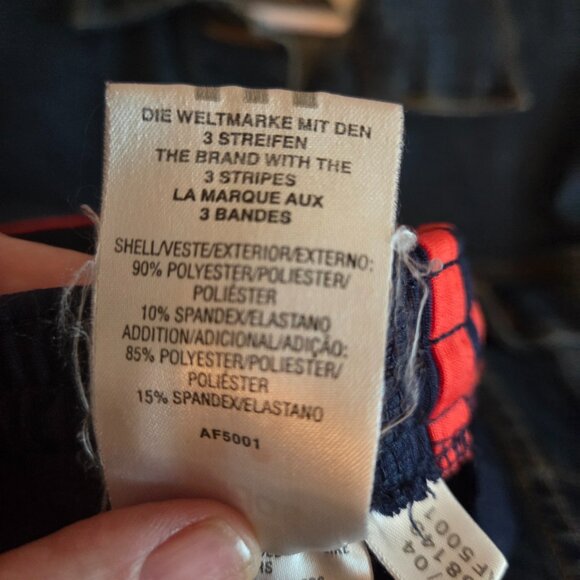 DIE WELTMARKE MIT DEN
3 STREIFEN
THE BRAND WITH THE
3 STRIPES
LA MARQUE AUX
3 BANDES
SHELL/VESTE/EXTERIOR/EXTERNO:
90% POLYESTER/POLIESTER/
POLIÉSTER
10% SPANDEX/ELASTANO
ADDITION/ADICIONAL/ADIÇÃO:
85% POLYESTER/POLIESTER/
POLIÉSTER
15% SPANDEX/ELASTANO
AF5001